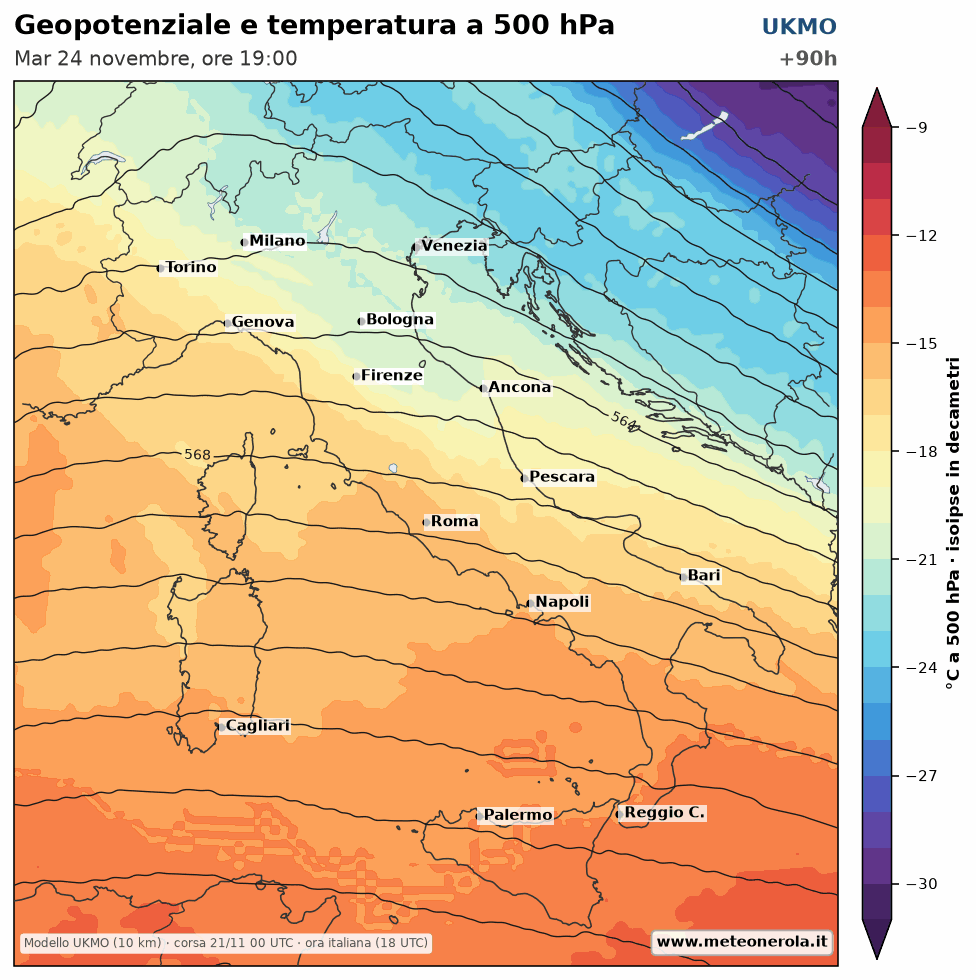 Geopotenziale e temperatura a 500 hPa
UKMO
Mar 24 novembre, ore 19:00
+90h
Milano
Venezia
Torino
Genova
Bologna
Firenze
Ancona
564
568
Pescara
Roma
Bari
Napoli
Cagliari
Palermo
Reggio C.
Modello UKMO (10 km) · corsa 21/11 00 UTC · ora italiana (18 UTC)
www.meteonerola.it
−9
−12
−15
−18
−21
−24
−27
−30
°C a 500 hPa · isoipse in decametri